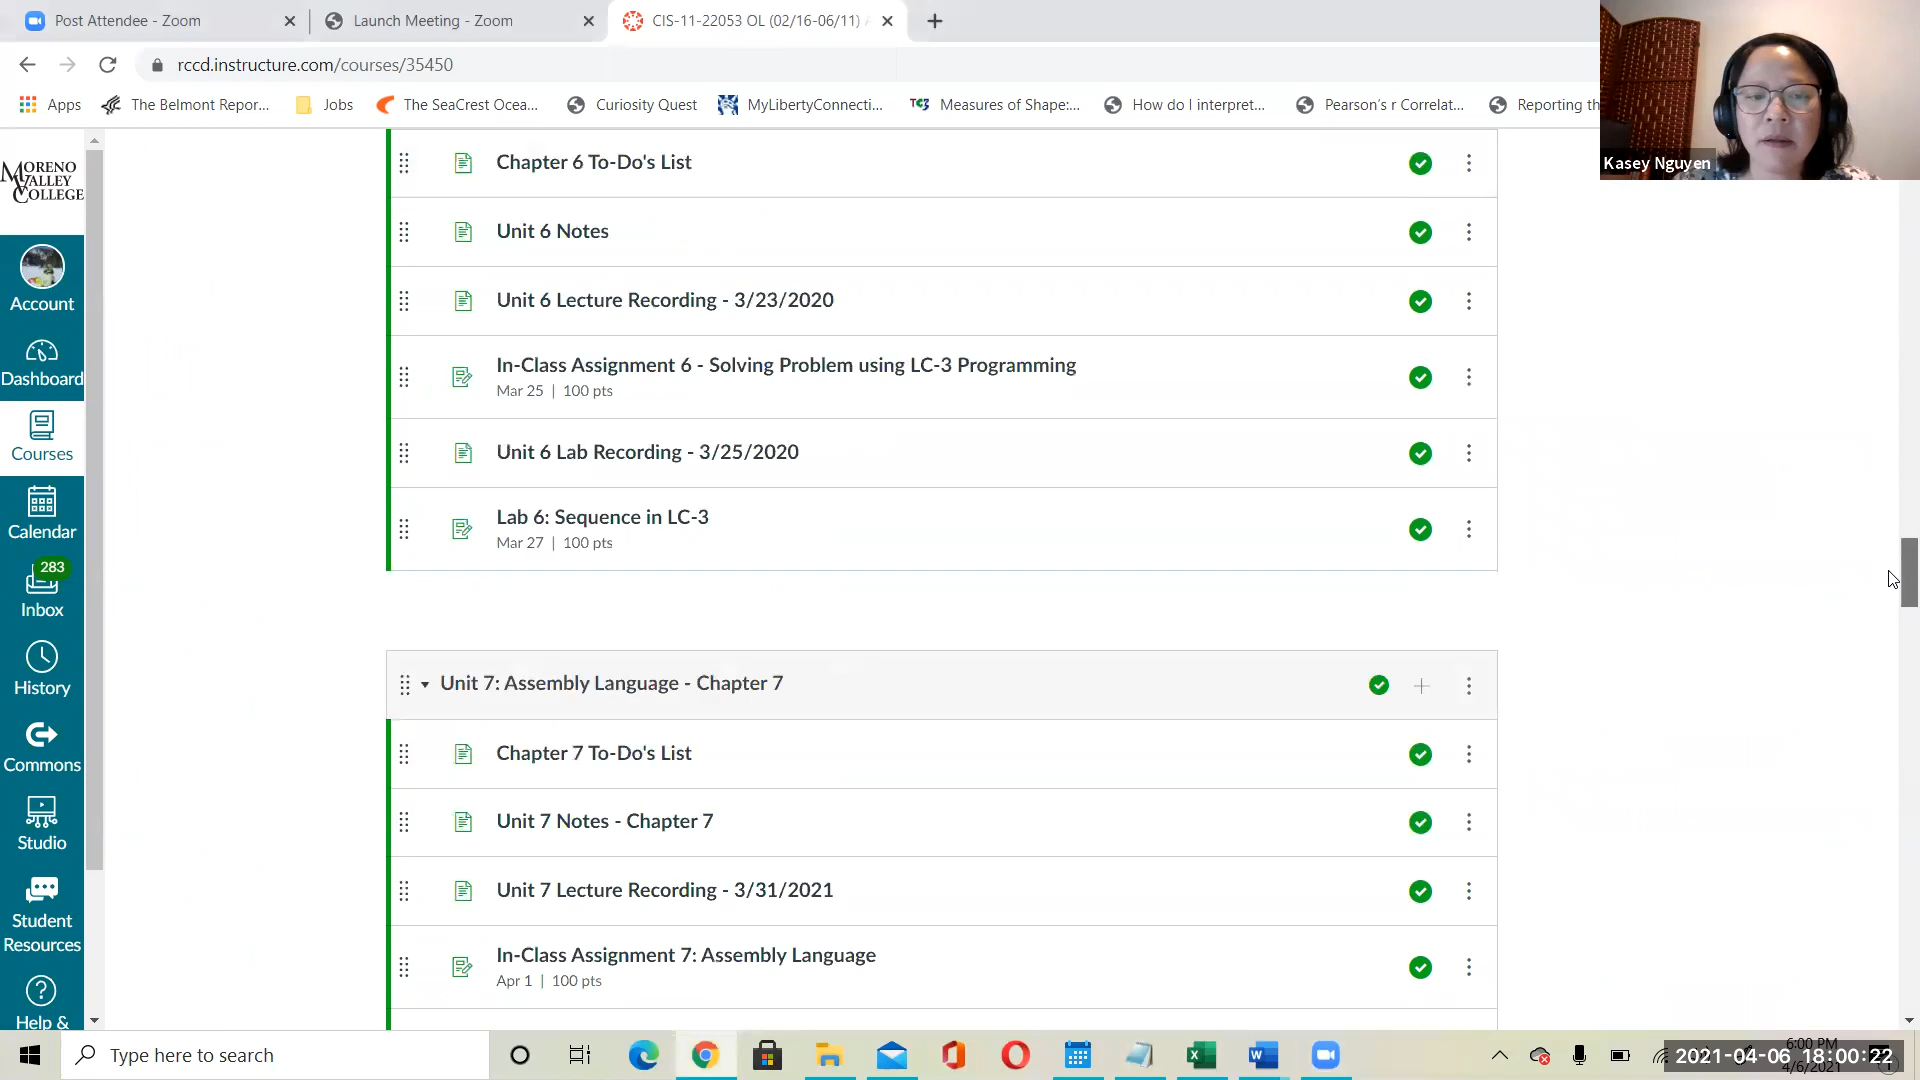 Post Attendee - Zoom
Launch Meeting - Zoom
CIS-11-22053 OL (02/16-06/11)
rccd.instructure.com/courses/35450
Apps
The Belmont Repor...
Jobs
The SeaCrest Ocea...
Curiosity Quest
MyLibertyConnecti...
TC3
Measures of Shape:...
How do I interpret...
Pearson's r Correlat...
Reporting th
Kasey Nguyen
MORENO
VALLEY
COLLEGE
Account
Dashboard
Courses
Calendar
283
Inbox
History
Commons
Studio
Student
Resources
Help &
Chapter 6 To-Do's List
Unit 6 Notes
Unit 6 Lecture Recording - 3/23/2020
In-Class Assignment 6 - Solving Problem using LC-3 Programming
Mar 25 | 100 pts
Unit 6 Lab Recording - 3/25/2020
Lab 6: Sequence in LC-3
Mar 27 | 100 pts
Unit 7: Assembly Language - Chapter 7
Chapter 7 To-Do's List
Unit 7 Notes - Chapter 7
Unit 7 Lecture Recording - 3/31/2021
In-Class Assignment 7: Assembly Language
Apr 1 | 100 pts
Type here to search
6:00 PM
2021-04-06 18:00:22
4/6/2021